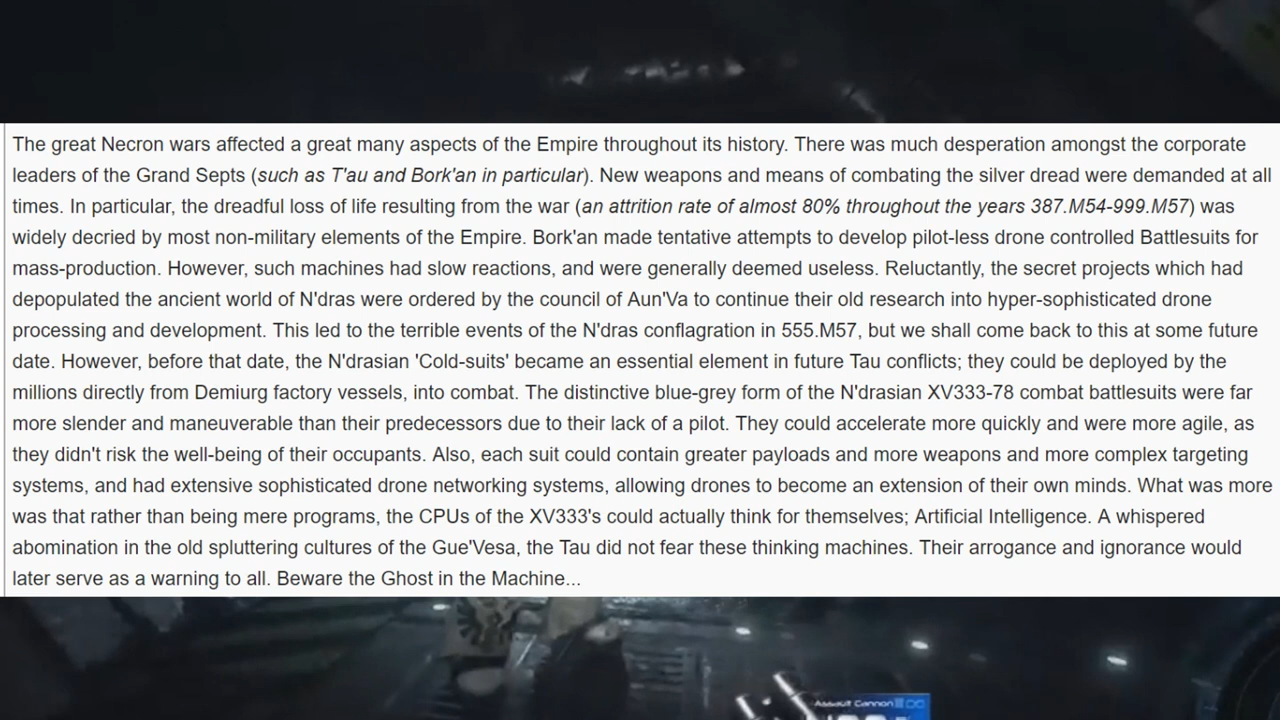 The great Necron wars affected a great many aspects of the Empire throughout its history. There was much desperation amongst the corporate
leaders of the Grand Septs (such as T'au and Bork'an in particular). New weapons and means of combating the silver dread were demanded at all
times. In particular, the dreadful loss of life resulting from the war (an attrition rate of almost 80% throughout the years 387.M54-999.M57) was
widely decried by most non-military elements of the Empire. Bork'an made tentative attempts to develop pilot-less drone controlled Battlesuits for
mass-production. However, such machines had slow reactions, and were generally deemed useless. Reluctantly, the secret projects which had
depopulated the ancient world of N'dras were ordered by the council of Aun'Va to continue their old research into hyper-sophisticated drone
processing and development. This led to the terrible events of the N'dras conflagration in 555.M57, but we shall come back to this at some future
date. However, before that date, the N'drasian 'Cold-suits' became an essential element in future Tau conflicts; they could be deployed by the
millions directly from Demiurg factory vessels, into combat. The distinctive blue-grey form of the N'drasian XV333-78 combat battlesuits were far
more slender and maneuverable than their predecessors due to their lack of a pilot. They could accelerate more quickly and were more agile, as
they didn't risk the well-being of their occupants. Also, each suit could contain greater payloads and more weapons and more complex targeting
systems, and had extensive sophisticated drone networking systems, allowing drones to become an extension of their own minds. What was more
was that rather than being mere programs, the CPUs of the XV333's could actually think for themselves; Artificial Intelligence. A whispered
abomination in the old spluttering cultures of the Gue'Vesa, the Tau did not fear these thinking machines. Their arrogance and ignorance would
later serve as a warning to all. Beware the Ghost in the Machine...
Assault Cannon